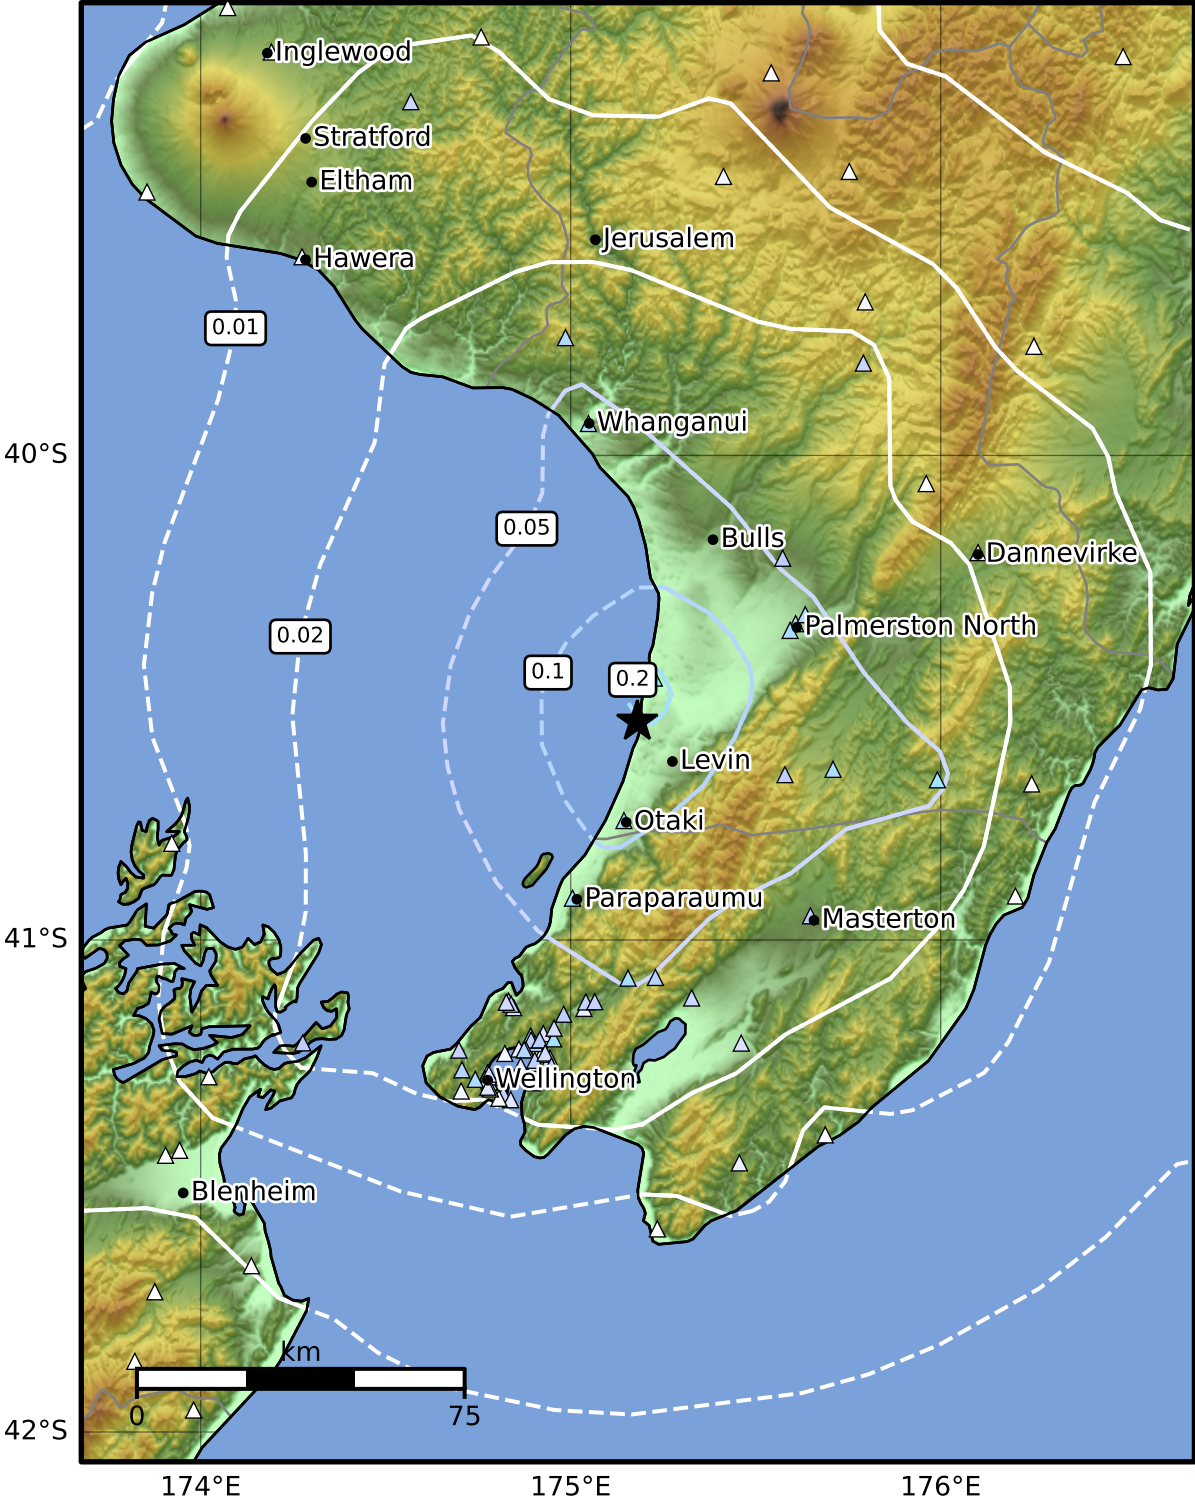 Inglewood
Stratford
Eltham
Jerusalem
Hawera
0.01
Whanganui
40°S
0.05
Bulls
Dannevirke
0.02
Palmerston North
0.1
0.2
Levin
Otaki
Paraparaumu
Masterton
41°S
Wellington
Blenheim
km
0
75
42°S
174°E
175°E
176°E